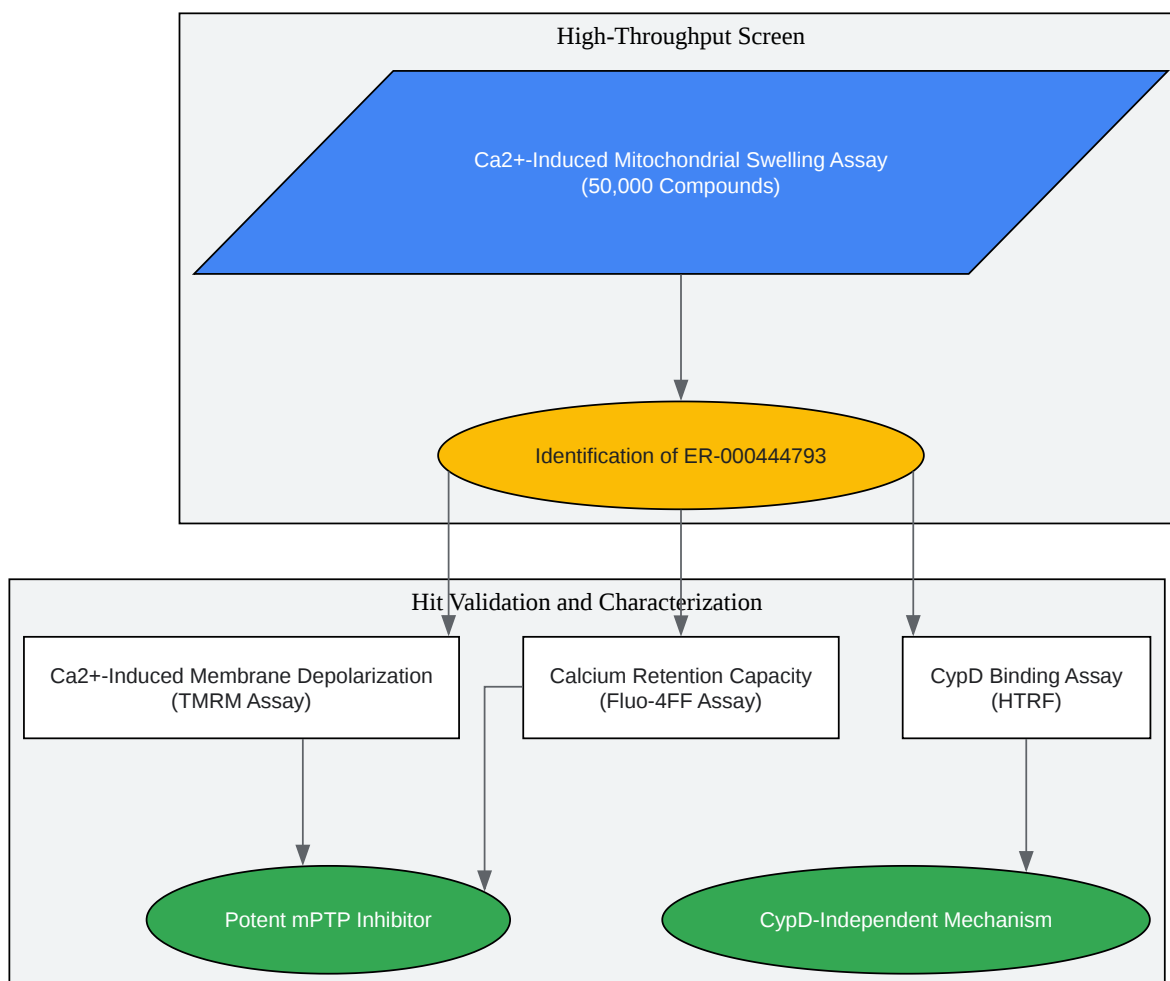 High-Throughput Screen
Ca2+-Induced Mitochondrial Swelling Assay
(50,000 Compounds)
Identification of ER-000444793
Hit Validation and Characterization
Ca2+-Induced Membrane Depolarization
(TMRM Assay)
Calcium Retention Capacity
(Fluo-4FF Assay)
CypD Binding Assay
(HTRF)
Potent mPTP Inhibitor
CypD-Independent Mechanism